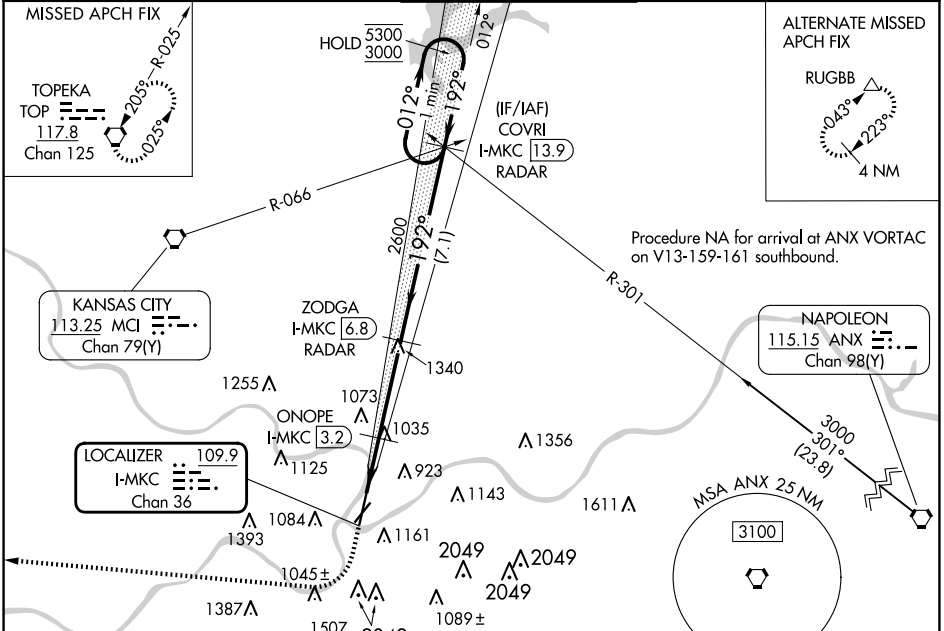 MISSED APCH FIX
TOPEKA
TOP
117.8
Chan 125
205°
R-025
025°
HOLD 5300
3000
012°
012°
1 min
192°
(IF/IAF)
COVRI
I-MKC 13.9
RADAR
ALTERNATE MISSED
APCH FIX
RUGBB
043°
223°
4 NM
R-066
2600
192°
(7.1)
Procedure NA for arrival at ANX VORTAC
on V13-159-161 southbound.
R-301
KANSAS CITY
113.25 MCI
Chan 79(Y)
ZODGA
I-MKC 6.8
RADAR
1340
NAPOLEON
115.15 ANX
Chan 98(Y)
3000
301°
(23.8)
1255
1073
ONOPE
I-MKC 3.2
1035
1356
LOCALIZER 109.9
I-MKC
Chan 36
1125
923
1143
1611
MSA ANX 25 NM
3100
1084
1393
1161
2049
2049
2049
1045±
1387
1089±
1507